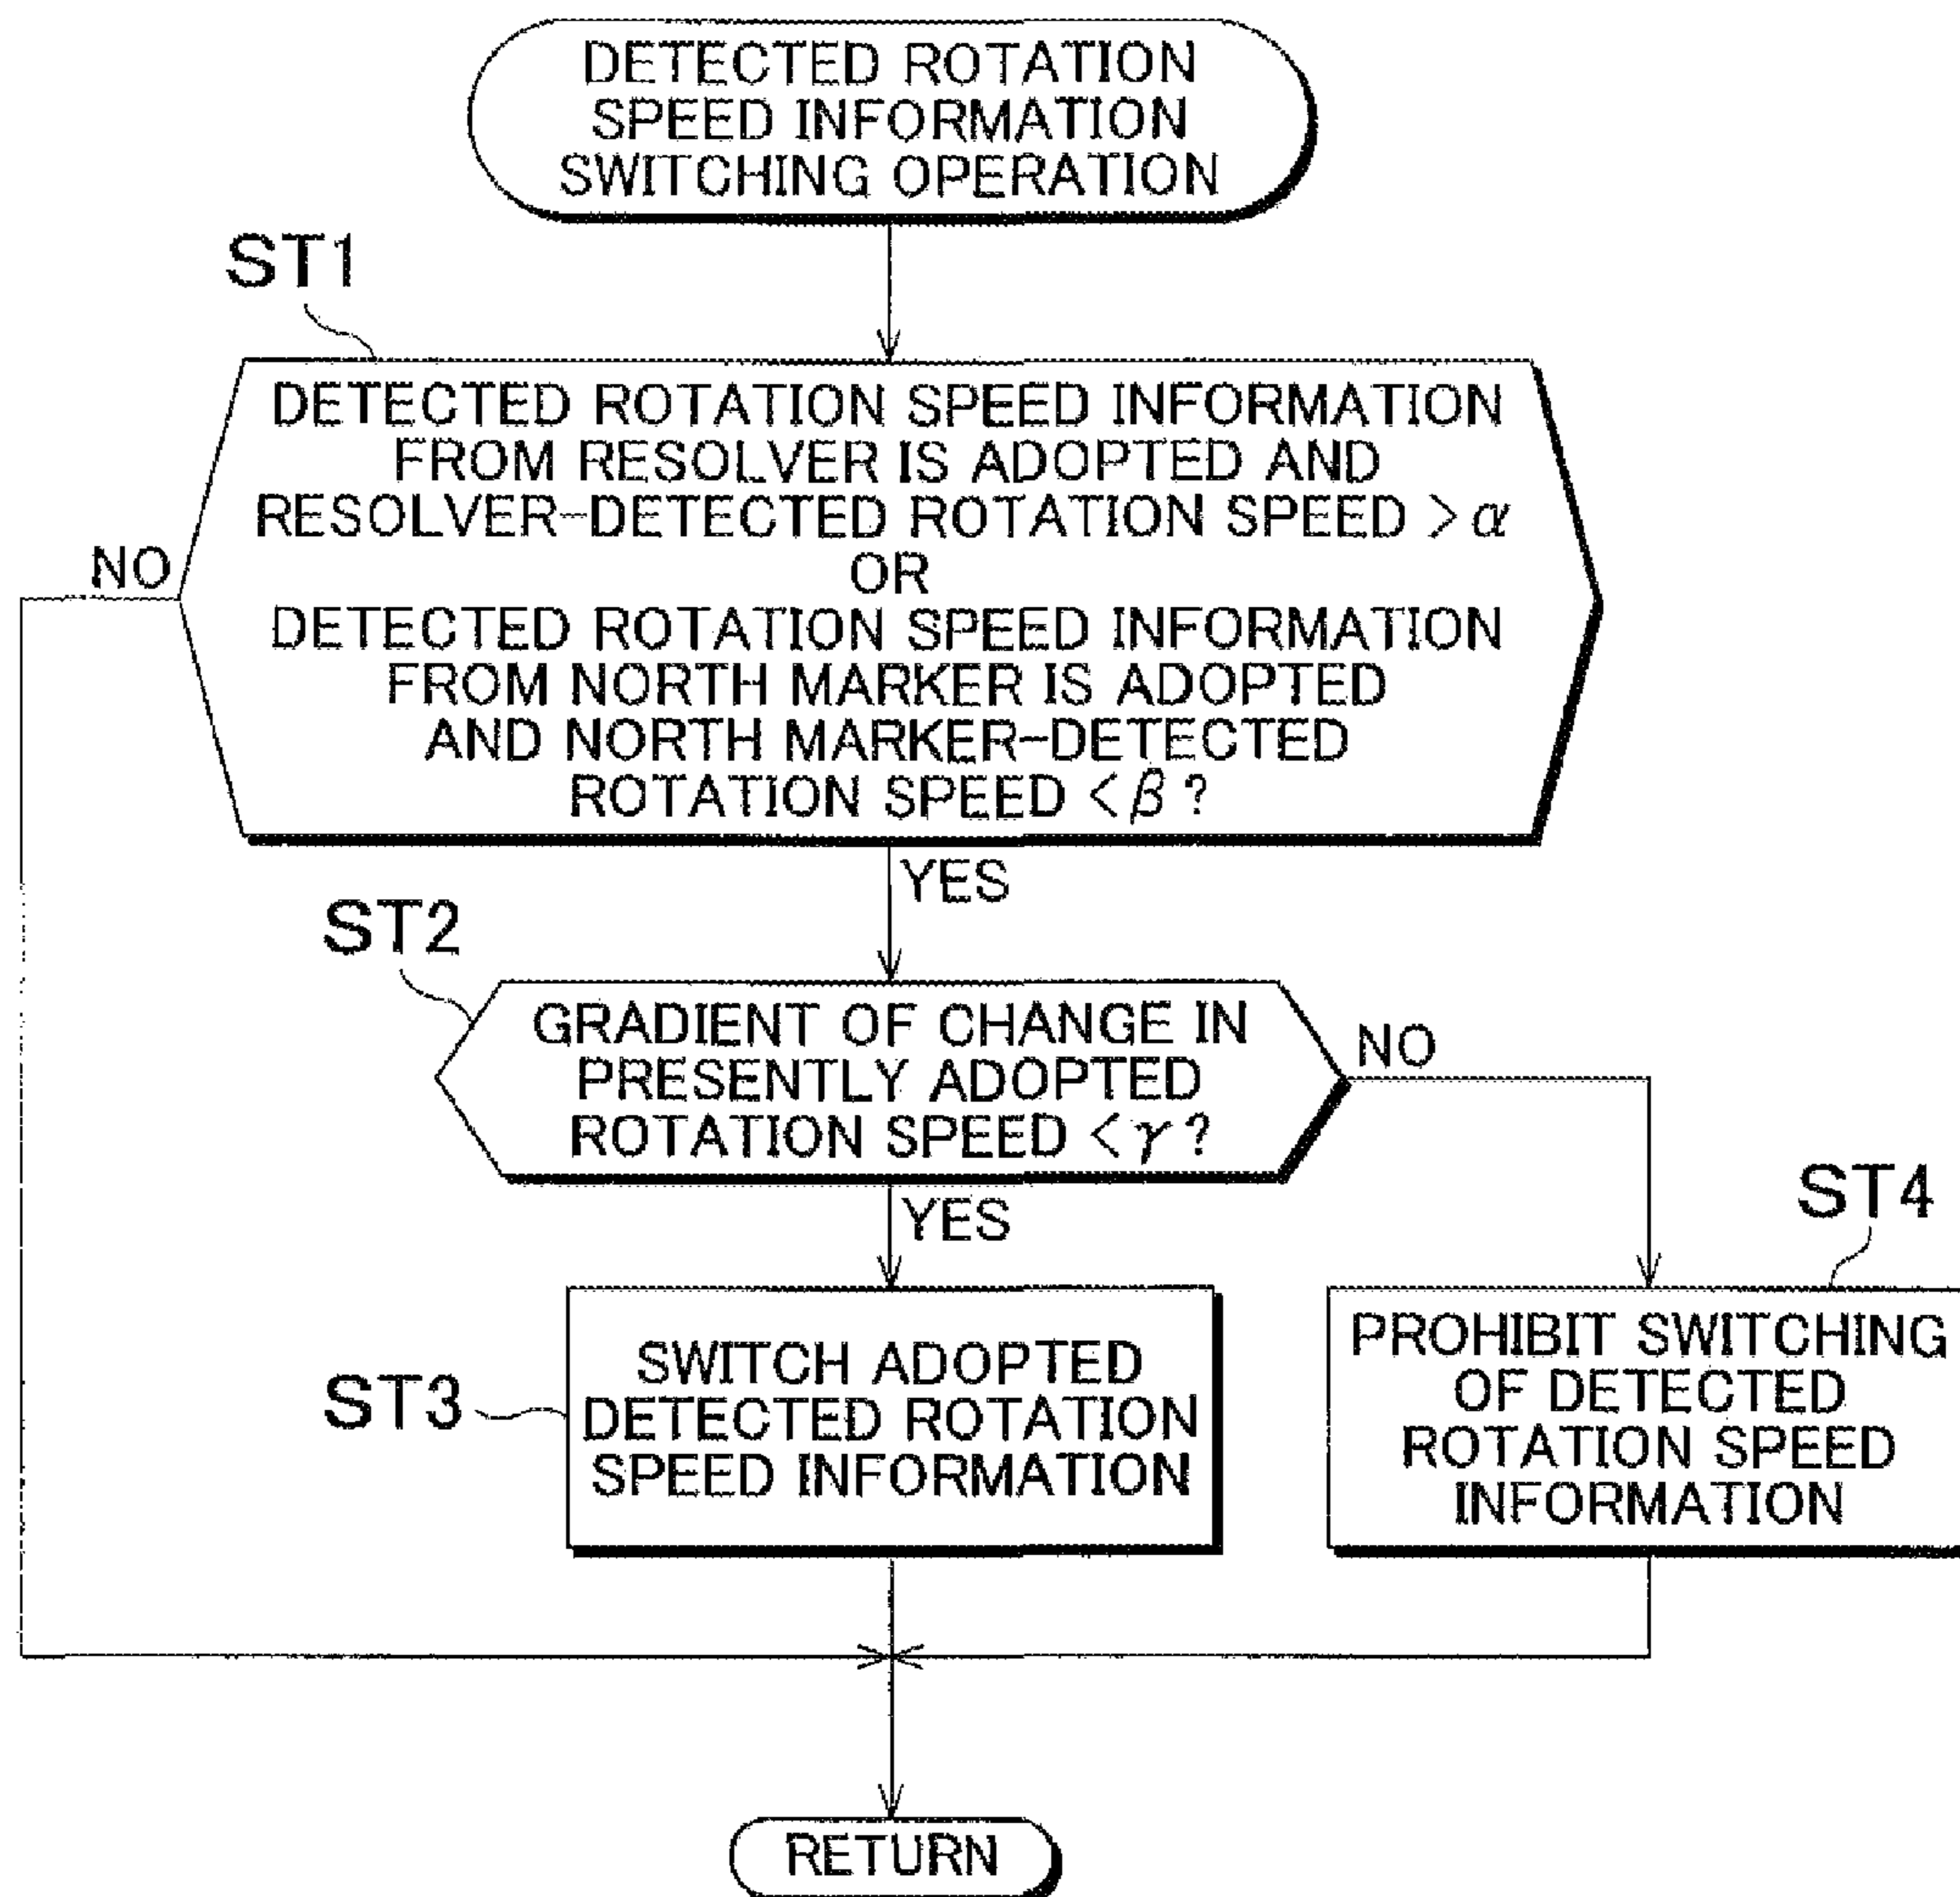 DETECTED ROTATION
SPEED INFORMATION
SWITCHING OPERATION
ST1
DETECTED ROTATION SPEED INFORMATION
FROM RESOLVER IS ADOPTED AND
RESOLVER-DETECTED ROTATION SPEED > α
OR
DETECTED ROTATION SPEED INFORMATION
FROM NORTH MARKER IS ADOPTED
AND NORTH MARKER-DETECTED
ROTATION SPEED < β ?
NO
YES
ST2
GRADIENT OF CHANGE IN
PRESENTLY ADOPTED
ROTATION SPEED < γ ?
NO
YES
ST3
SWITCH ADOPTED
DETECTED ROTATION
SPEED INFORMATION
ST4
PROHIBIT SWITCHING
OF DETECTED
ROTATION SPEED
INFORMATION
RETURN